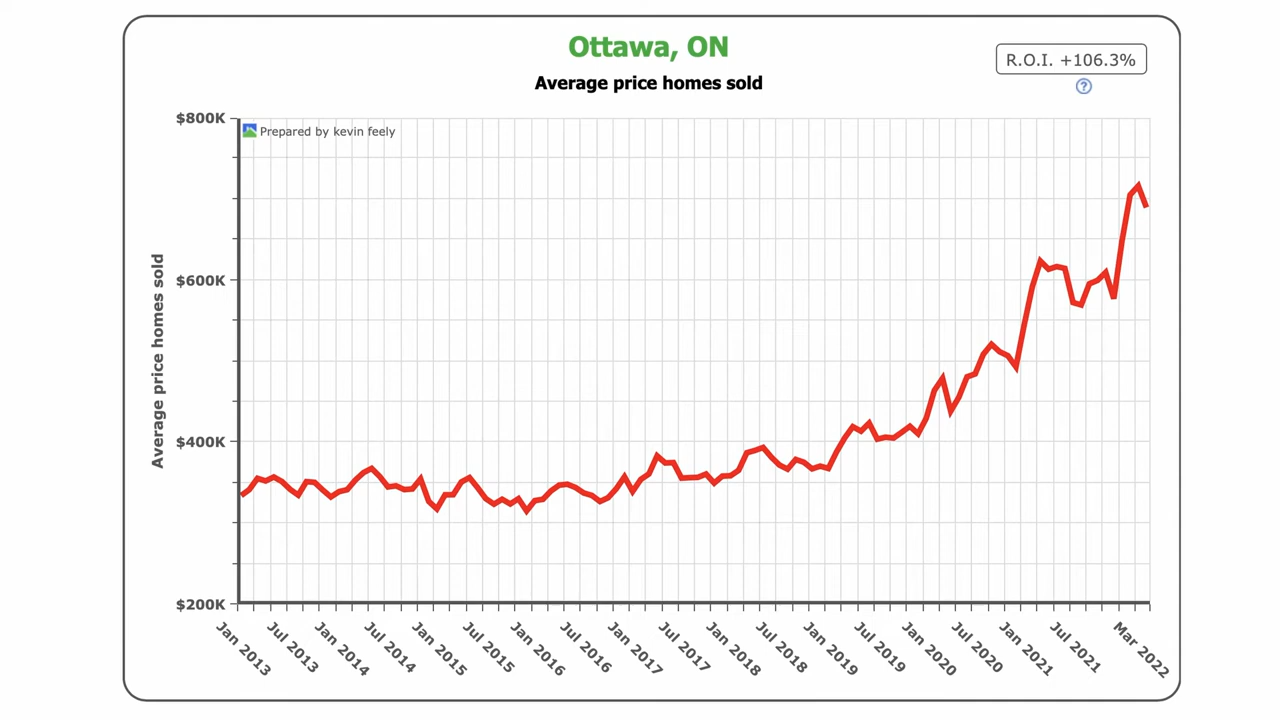 Ottawa, ON
R.O.I. +106.3%
?
Average price homes sold
Prepared by kevin feely
Average price homes sold
$800K
$600K
$400K
$200K
Jan 2013
Jul 2013
Jan 2014
Jul 2014
Jan 2015
Jul 2015
Jan 2016
Jul 2016
Jan 2017
Jul 2017
Jan 2018
Jul 2018
Jan 2019
Jul 2019
Jan 2020
Jul 2020
Jan 2021
Jul 2021
Mar 2022